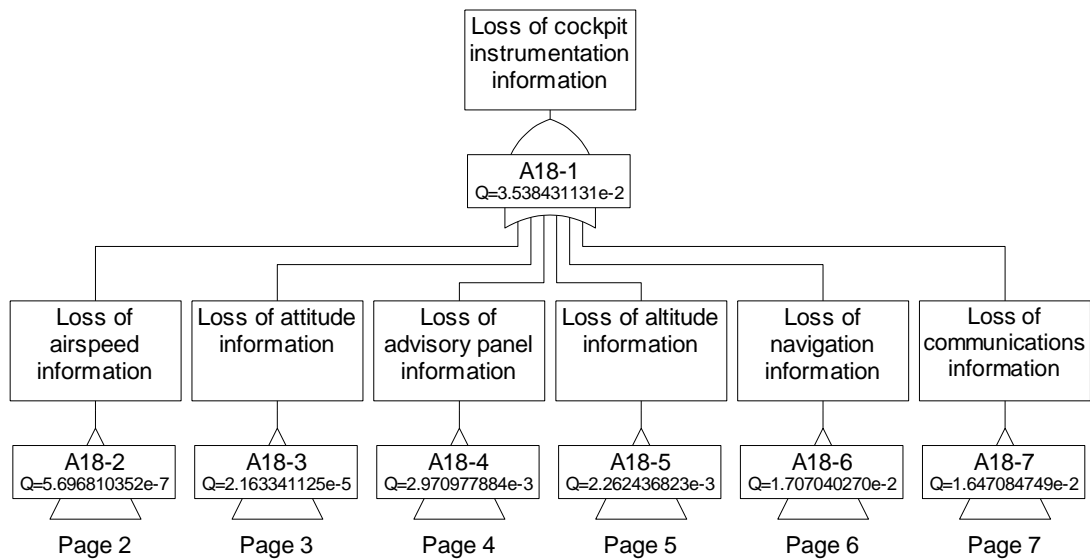 Loss of cockpit
instrumentation
information
A18-1
Q=3.538431131e-2
Loss of
airspeed
information
Loss of attitude
information
Loss of
advisory panel
information
Loss of altitude
information
Loss of
navigation
information
Loss of
communications
information
A18-2
Q=5.696810352e-7
A18-3
Q=2.163341125e-5
A18-4
Q=2.970977884e-3
A18-5
Q=2.262436823e-3
A18-6
Q=1.707040270e-2
A18-7
Q=1.647084749e-2
Page 2
Page 3
Page 4
Page 5
Page 6
Page 7